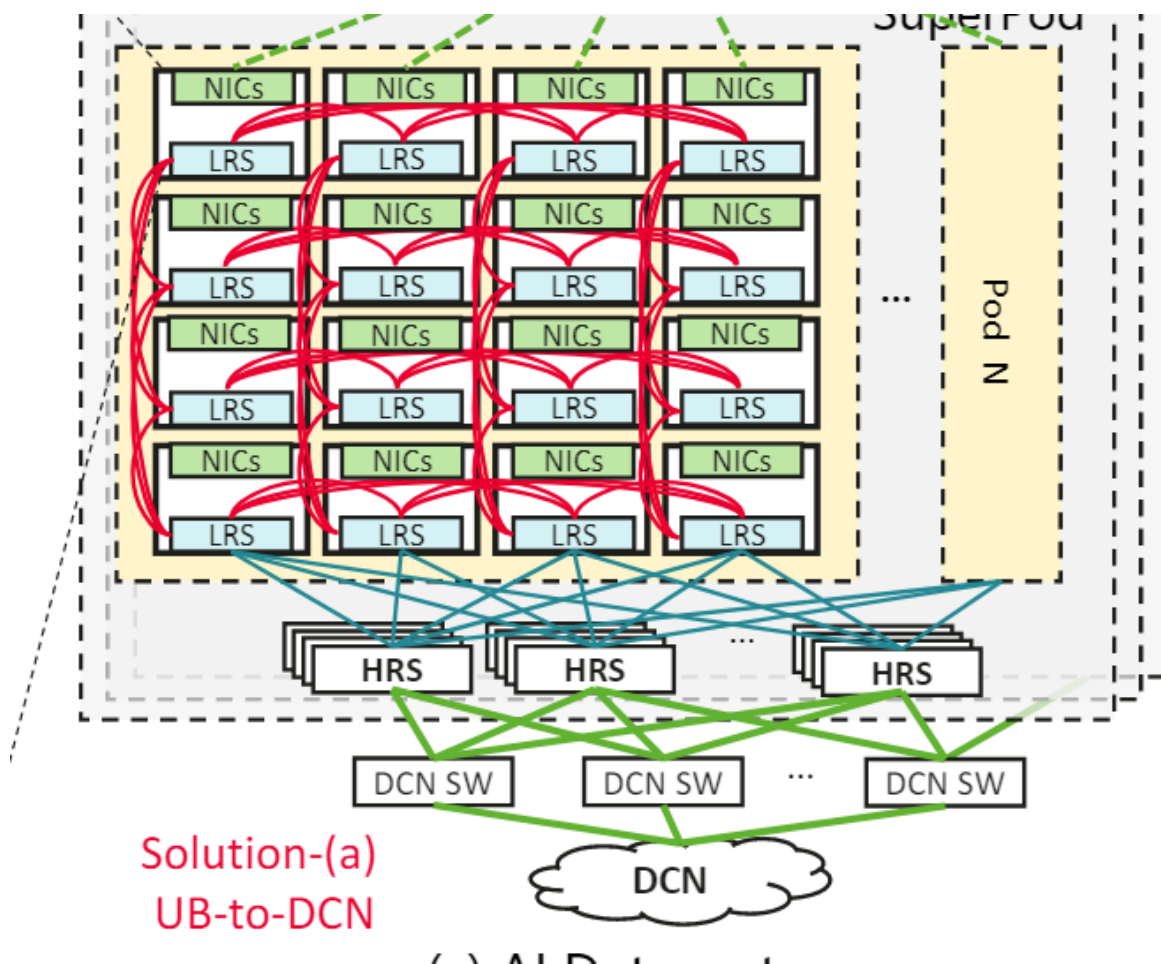 SuperPod
NICs NICs NICs NICs
LRS LRS LRS LRS
NICs NICs NICs NICs
LRS LRS LRS LRS
...
Pod N
NICs NICs NICs NICs
LRS LRS LRS LRS
NICs NICs NICs NICs
LRS LRS LRS LRS
...
HRS HRS HRS
DCN SW DCN SW ... DCN SW
Solution-(a)
UB-to-DCN
DCN